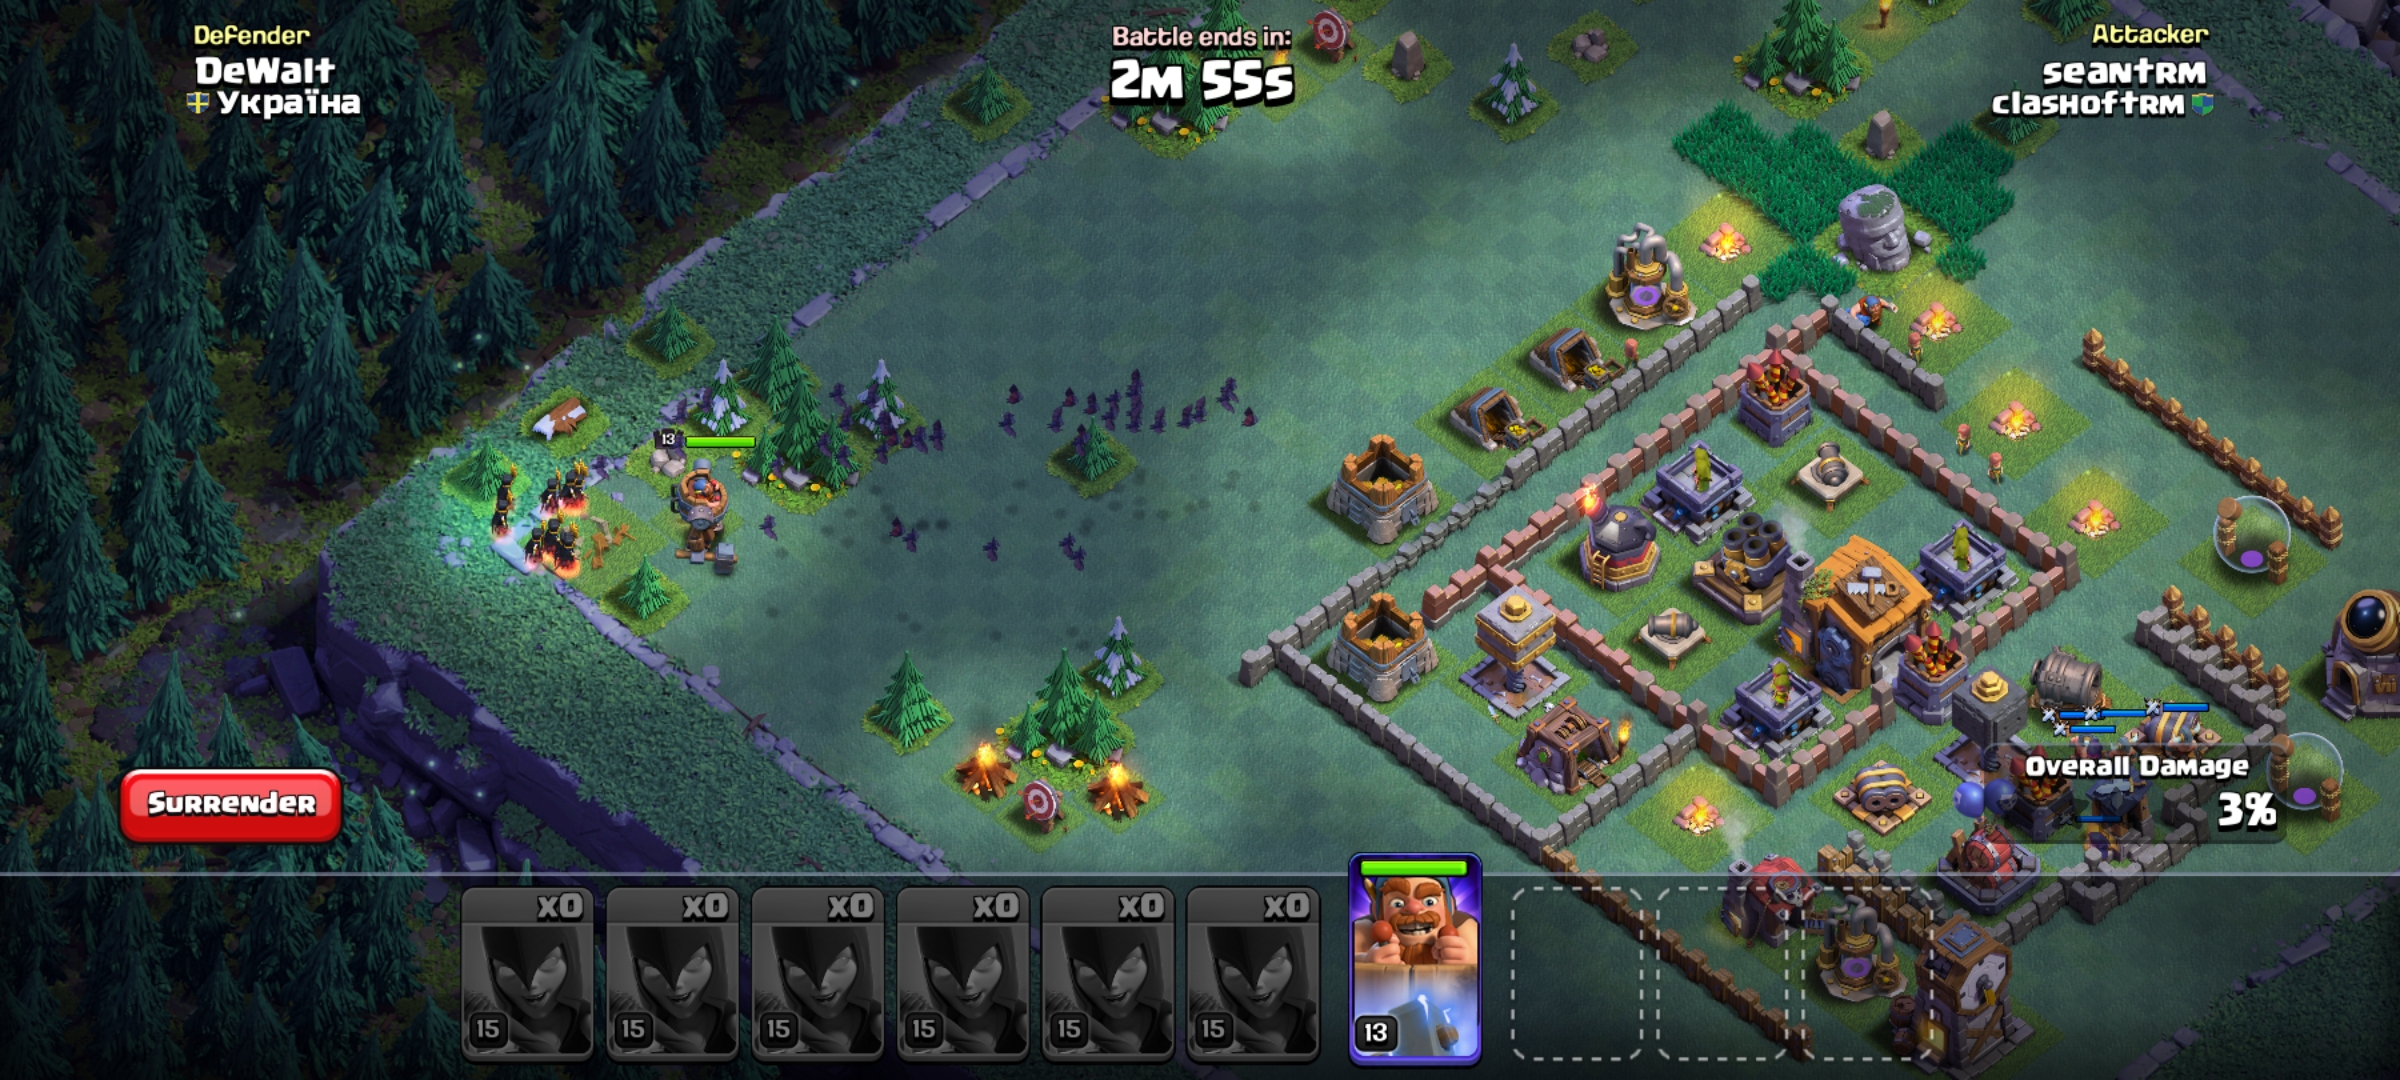 Defender
DeWalt
Україна
Battle ends in:
2M 55s
Attacker
seantRM
clashoftRM
13
Surrender
Overall Damage
3%
x0
x0
x0
x0
x0
x0
15
15
15
15
15
15
13